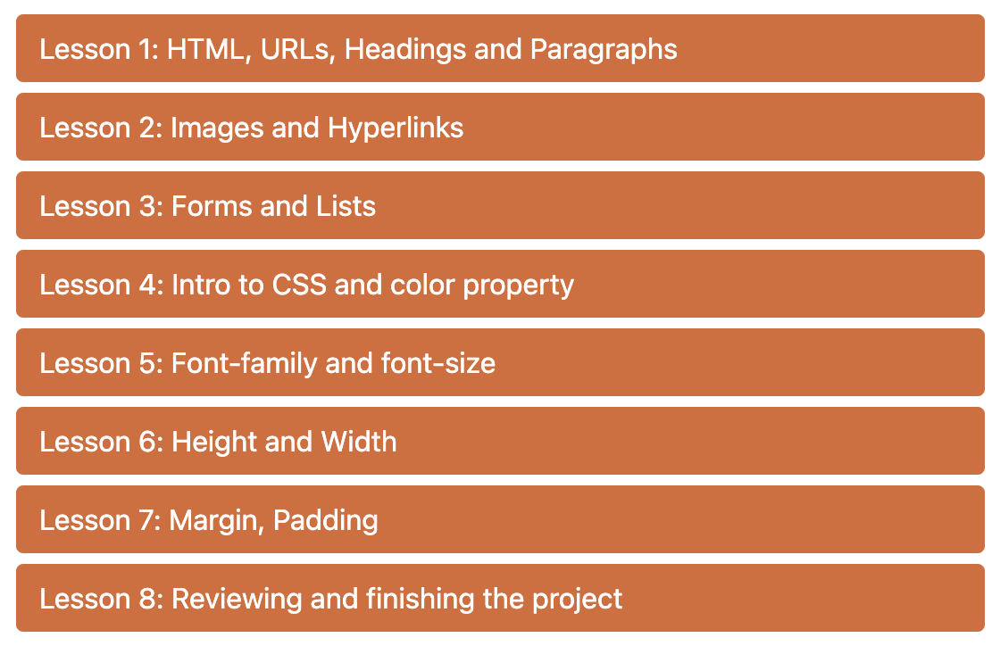 Lesson 1: HTML, URLs, Headings and Paragraphs
Lesson 2: Images and Hyperlinks
Lesson 3: Forms and Lists
Lesson 4: Intro to CSS and color property
Lesson 5: Font-family and font-size
Lesson 6: Height and Width
Lesson 7: Margin, Padding
Lesson 8: Reviewing and finishing the project